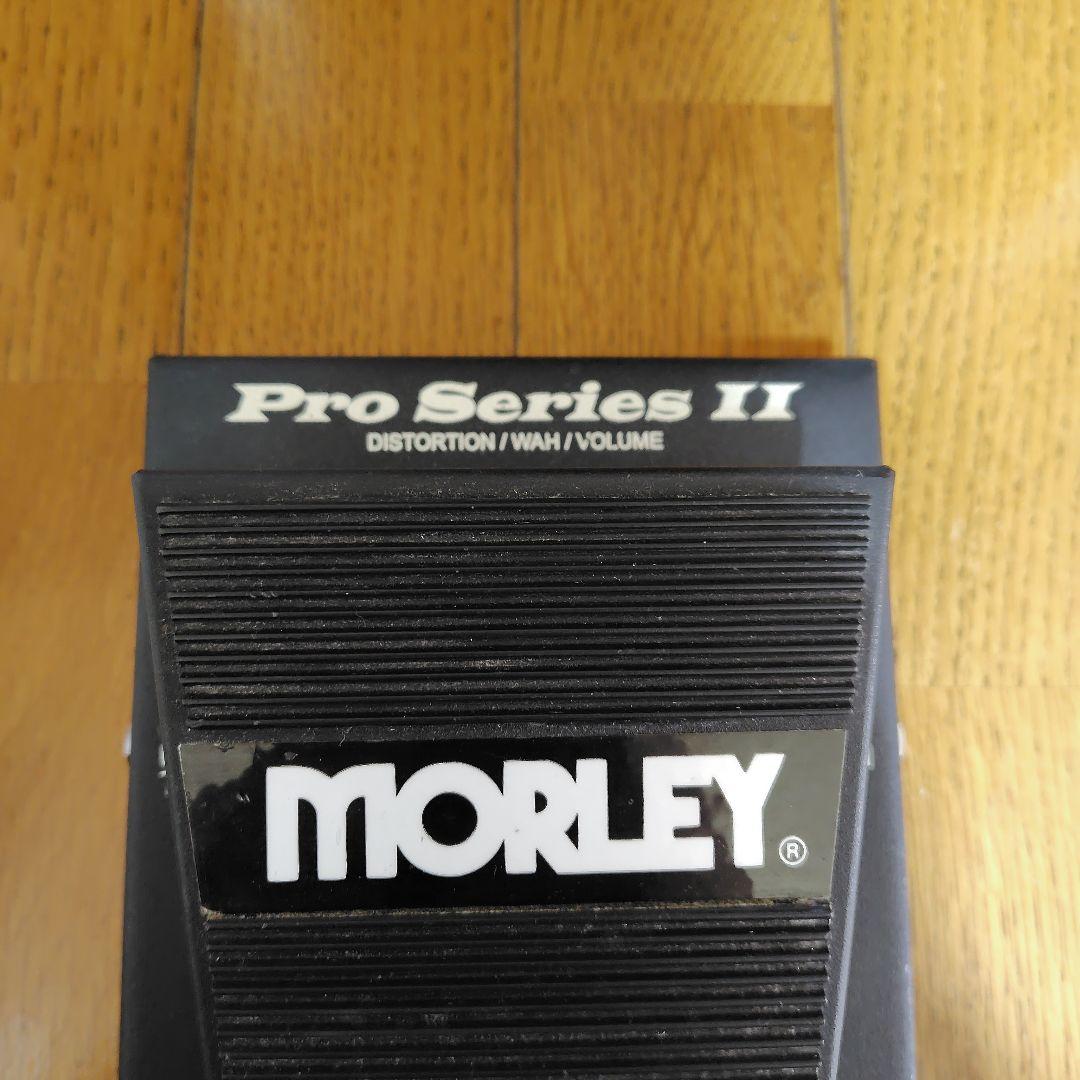 Pro Series II
DISTORTION / WAH / VOLUME
MORLEY®